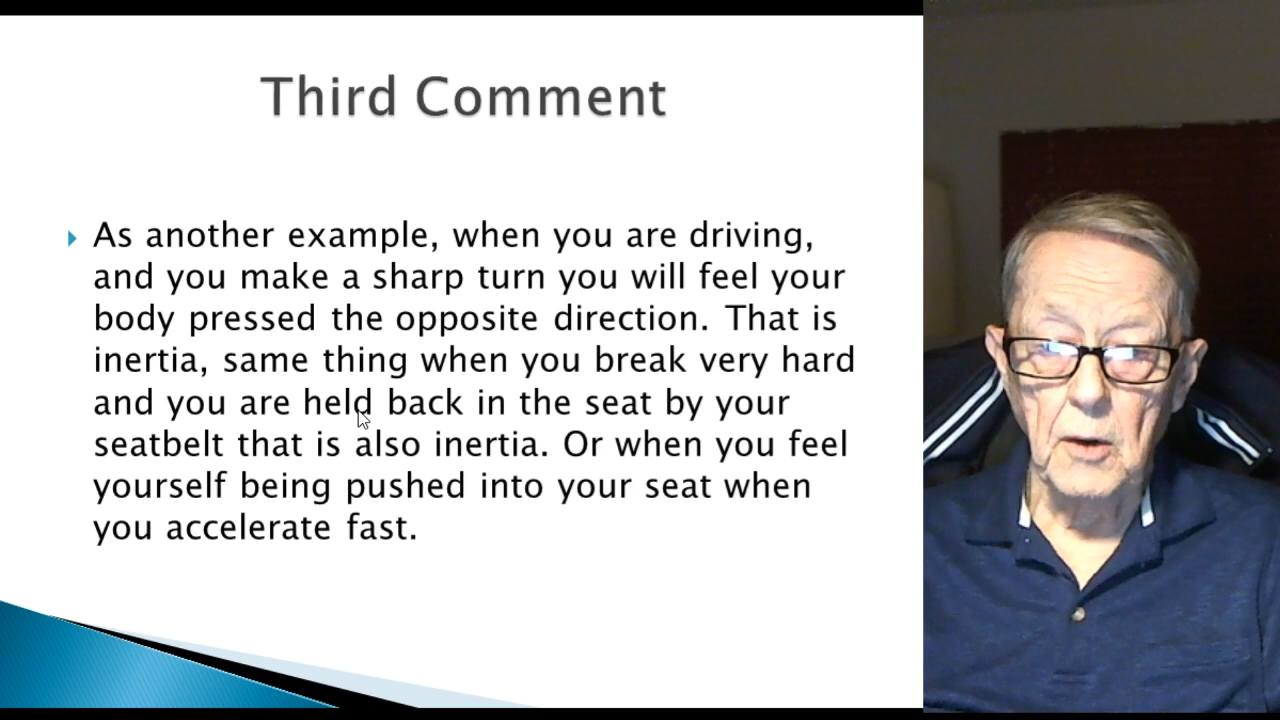 Third Comment
As another example, when you are driving,
and you make a sharp turn you will feel your
body pressed the opposite direction. That is
inertia, same thing when you break very hard
and you are held back in the seat by your
seatbelt that is also inertia. Or when you feel
yourself being pushed into your seat when
you accelerate fast.